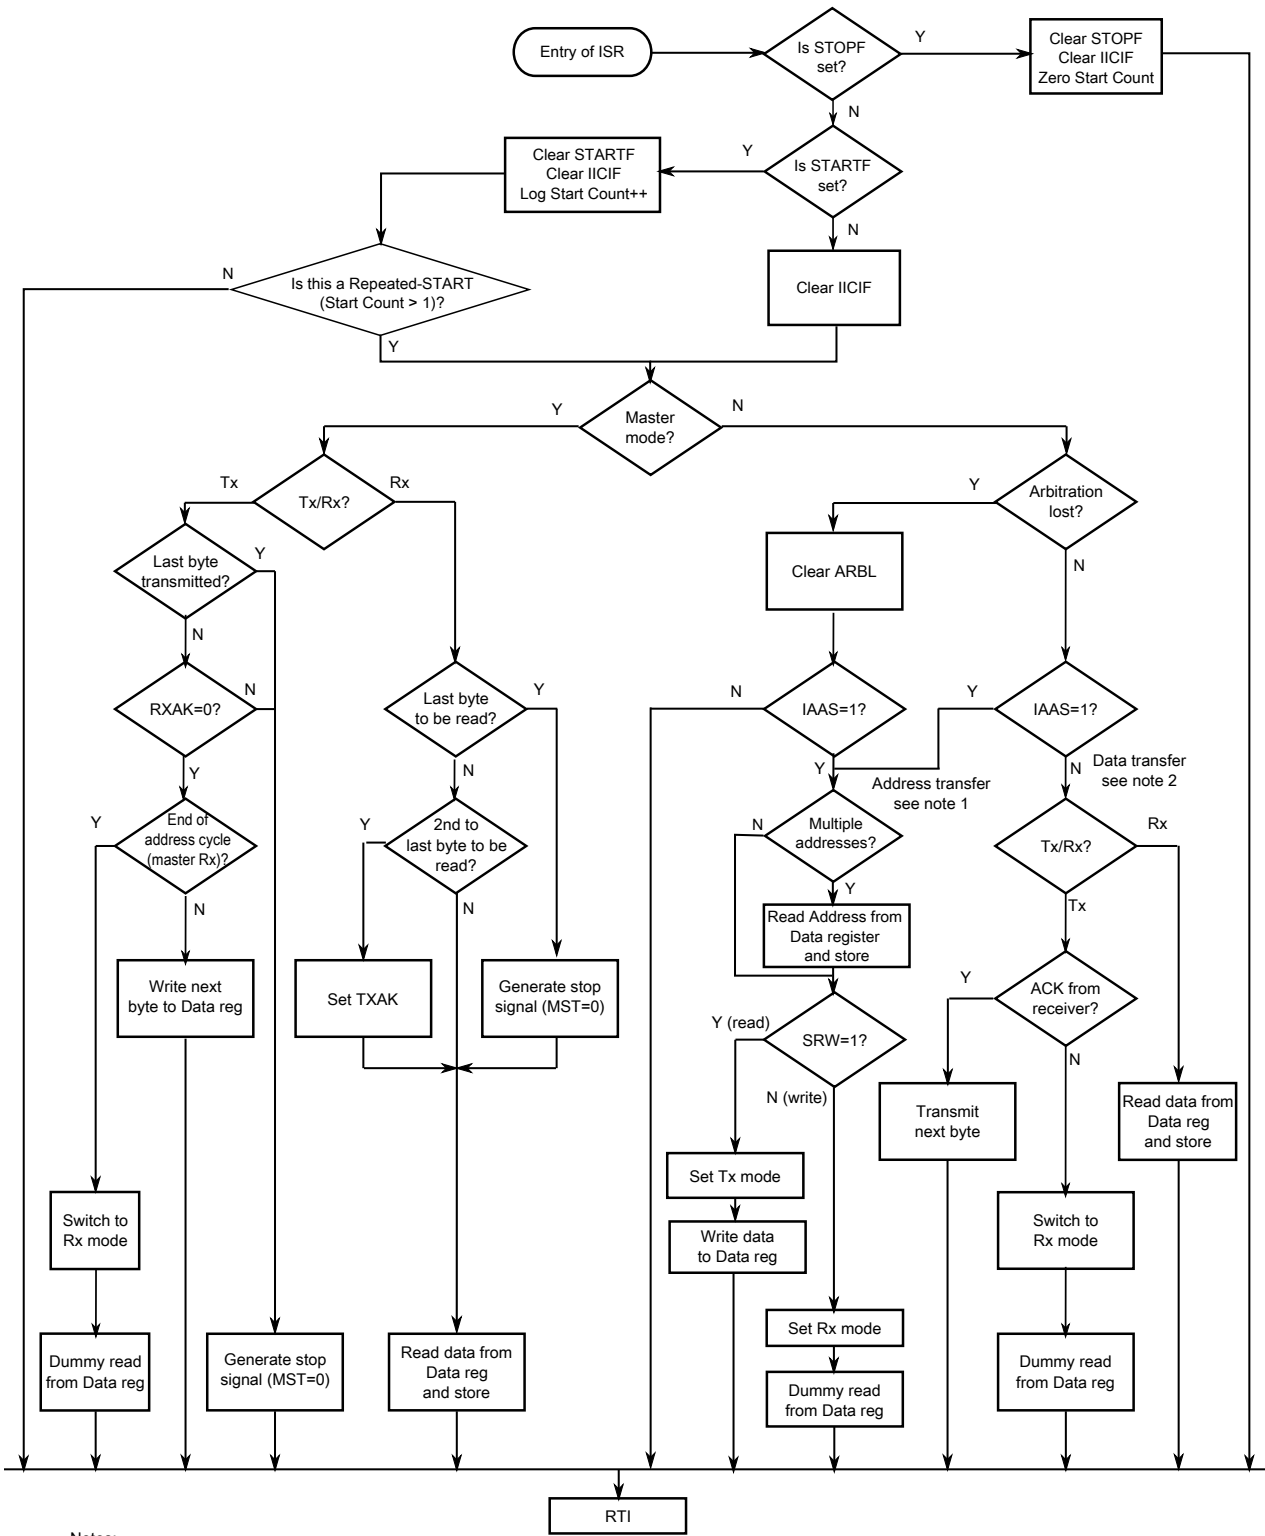 Entry of ISR
Is STOPF
set?
Y
Clear STOPF
Clear IICIF
Zero Start Count
N
Clear STARTF
Clear IICIF
Log Start Count++
Y
Is STARTF
set?
N
N
Is this a Repeated-START
(Start Count > 1)?
Y
Clear IICIF
Y
Master
mode?
N
Tx
Tx/Rx?
Rx
Y
Arbitration
lost?
Last byte
transmitted?
Y
Clear ARBL
N
N
RXAK=0?
N
Last byte
to be read?
Y
N
IAAS=1?
Y
IAAS=1?
Y
N
Y
Address transfer
see note 1
N
Data transfer
see note 2
Y
End of
address cycle
(master Rx)?
N
Y
2nd to
last byte to be
read?
N
N
Multiple
addresses?
Y
Tx/Rx?
Rx
Tx
Read Address from
Data register
and store
Write next
byte to Data reg
Set TXAK
Generate stop
signal (MST=0)
Y
ACK from
receiver?
N
Y (read)
SRW=1?
N (write)
Transmit
next byte
Read data from
Data reg
and store
Set Tx mode
Write data
to Data reg
Switch to
Rx mode
Switch to
Rx mode
Set Rx mode
Dummy read
from Data reg
Generate stop
signal (MST=0)
Read data from
Data reg
and store
Dummy read
from Data reg
Dummy read
from Data reg
RTI
Notes: